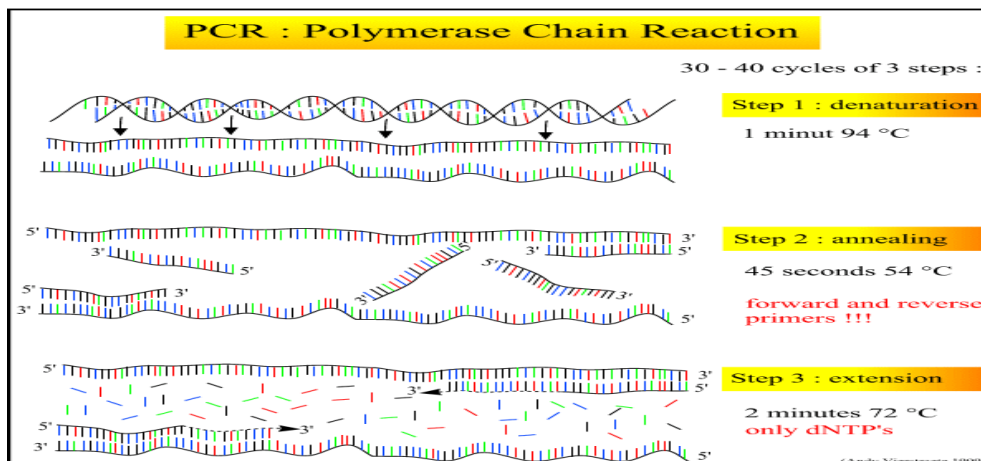 PCR : Polymerase Chain Reaction
30 - 40 cycles of 3 steps :
Step 1 : denaturation
1 minut 94 °C
5'
3'
Step 2 : annealing
3'
5'
5
3'
5'
5'
45 seconds 54 °C
5'
3'
3'
3'
forward and reverse
primers !!!
3'
5'
5'
3'
Step 3 : extension
3'
5'
2 minutes 72 °C
only dNTP's
5'
3'
3'
5'